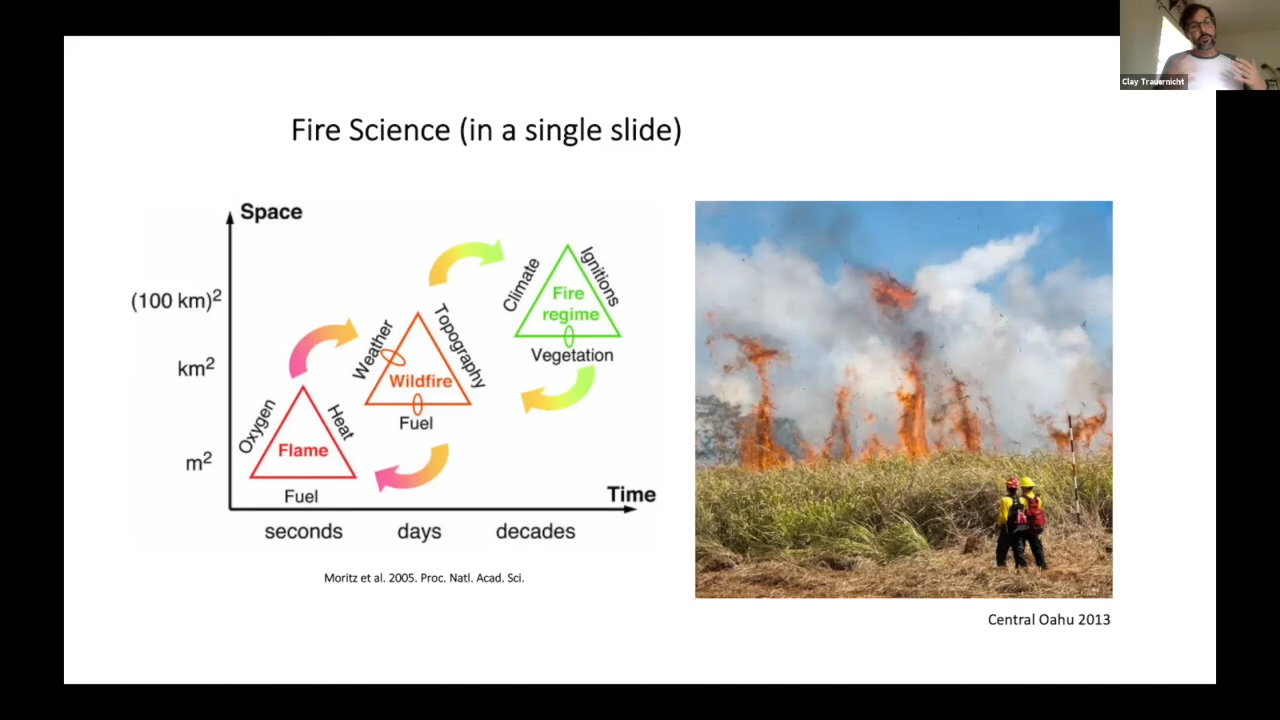 Clay Trauernicht
Fire Science (in a single slide)
Space
(100 km)2
km2
m2
Oxygen
Heat
Flame
Fuel
Weather
Topography
Wildfire
Fuel
Climate
Ignitions
Fire
regime
Vegetation
Time
seconds
days
decades
Moritz et al. 2005. Proc. Natl. Acad. Sci.
Central Oahu 2013